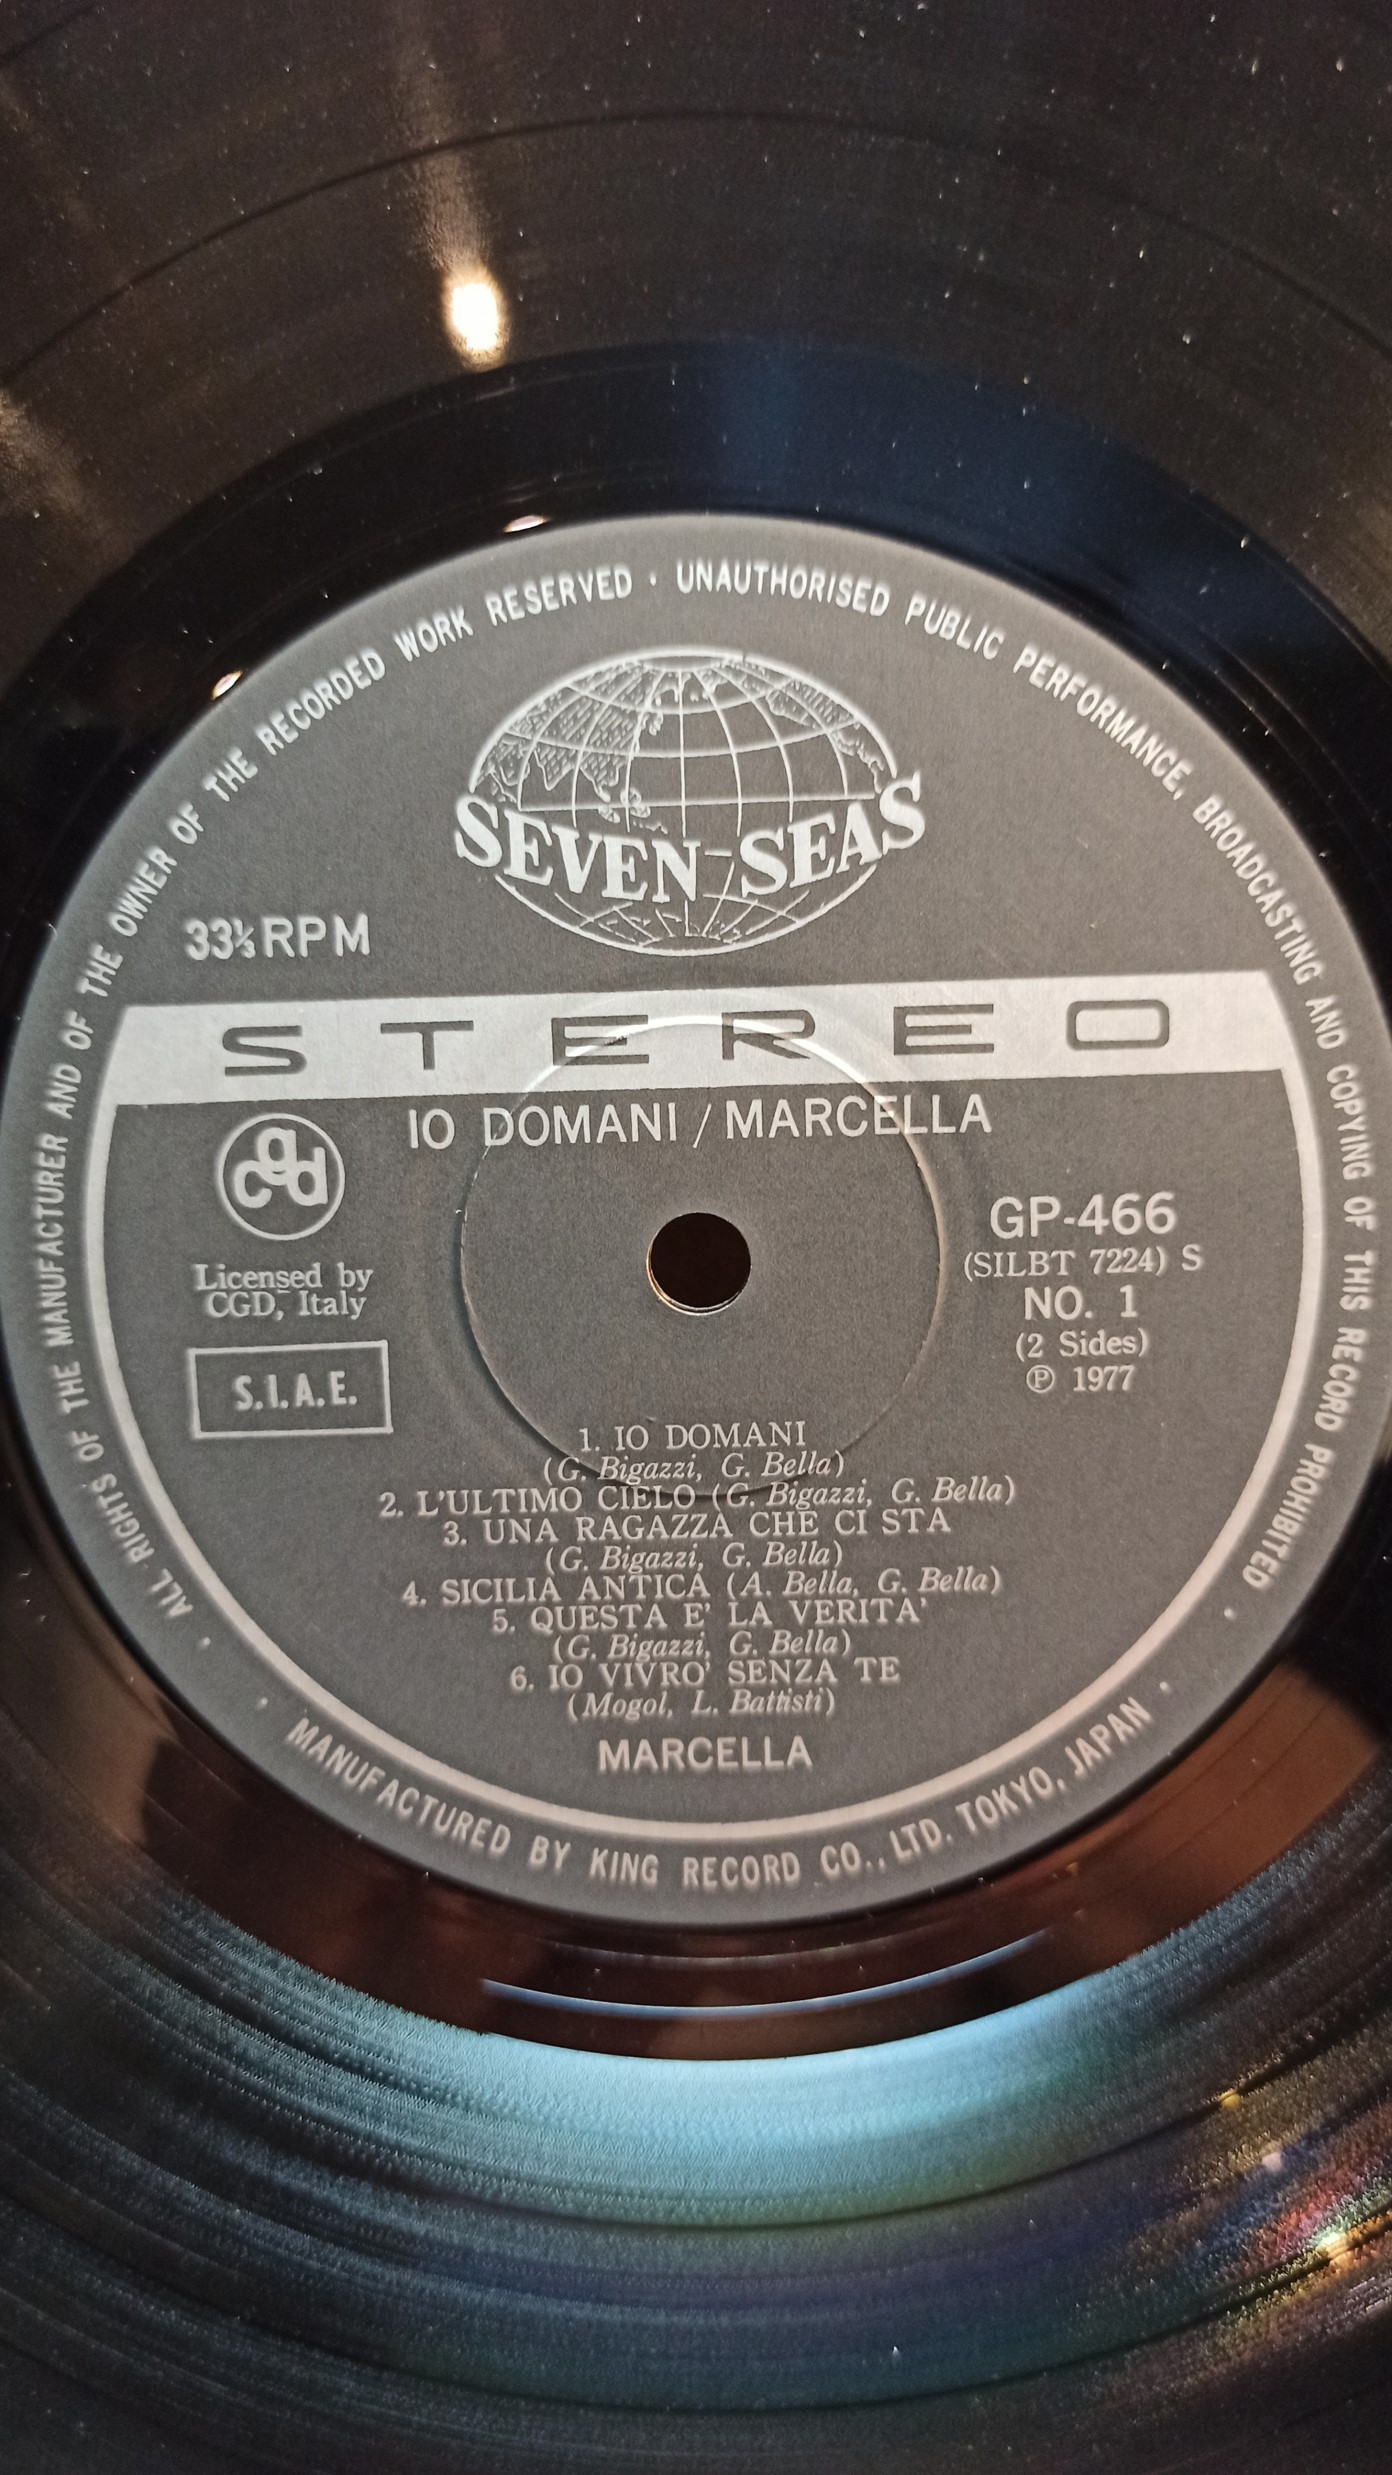 ALL RIGHTS OF THE MANUFACTURER AND OF THE OWNER OF THE RECORDED WORK RESERVED · UNAUTHORISED PUBLIC PERFORMANCE, BROADCASTING AND COPYING OF THIS RECORD PROHIBITED
SEVEN-SEAS
33⅓RPM
STEREO
IO DOMANI / MARCELLA
cgd
Licensed by
CGD, Italy
S.I.A.E.
GP-466
(SILBT 7224) S
NO. 1
(2 Sides)
℗ 1977
1. IO DOMANI
(G. Bigazzi, G. Bella)
2. L'ULTIMO CIELO (G. Bigazzi, G. Bella)
3. UNA RAGAZZA CHE CI STA
(G. Bigazzi, G. Bella)
4. SICILIA ANTICA (A. Bella, G. Bella)
5. QUESTA E' LA VERITA'
(G. Bigazzi, G. Bella)
6. IO VIVRO' SENZA TE
(Mogol, L. Battisti)
MARCELLA
· MANUFACTURED BY KING RECORD CO., LTD. TOKYO, JAPAN ·